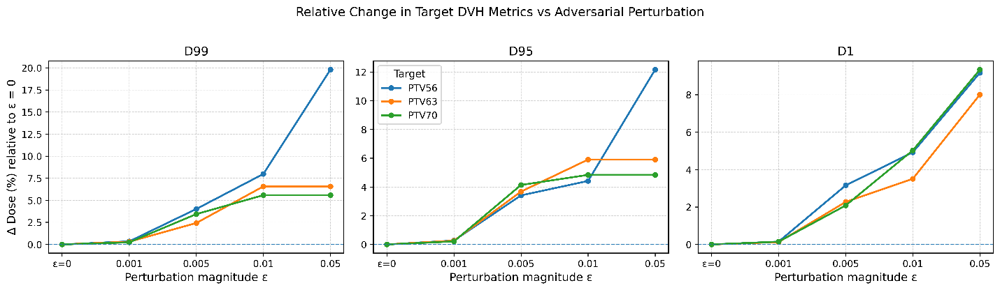 Relative Change in Target DVH Metrics vs Adversarial Perturbation
D99
Δ Dose (%) relative to ε = 0
20.0
17.5
15.0
12.5
10.0
7.5
5.0
2.5
0.0
ε=0 0.001 0.005 0.01 0.05
Perturbation magnitude ε
D95
Target
PTV56
PTV63
PTV70
12
10
8
6
4
2
0
ε=0 0.001 0.005 0.01 0.05
Perturbation magnitude ε
D1
8
6
4
2
0
ε=0 0.001 0.005 0.01 0.05
Perturbation magnitude ε